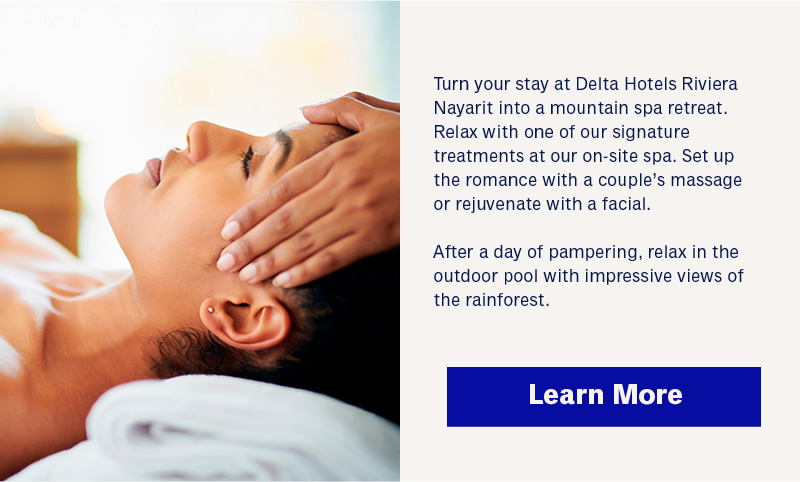 Turn your stay at Delta Hotels Riviera
Nayarit into a mountain spa retreat.
Relax with one of our signature
treatments at our on-site spa. Set up
the romance with a couple's massage
or rejuvenate with a facial.
After a day of pampering, relax in the
outdoor pool with impressive views of
the rainforest.
Learn More